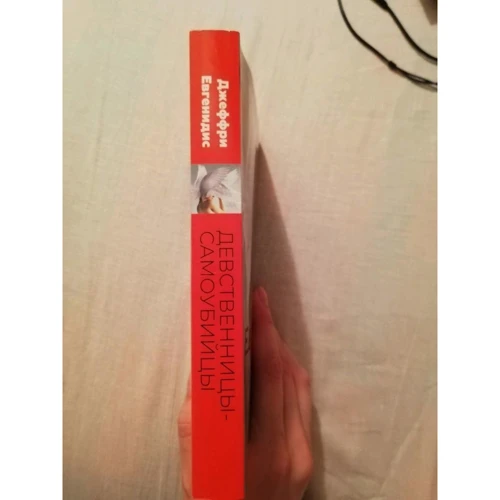 Джеффри
Евгенидис
ДЕВСТВЕННИЦЫ-
САМОУБИЙЦЫ